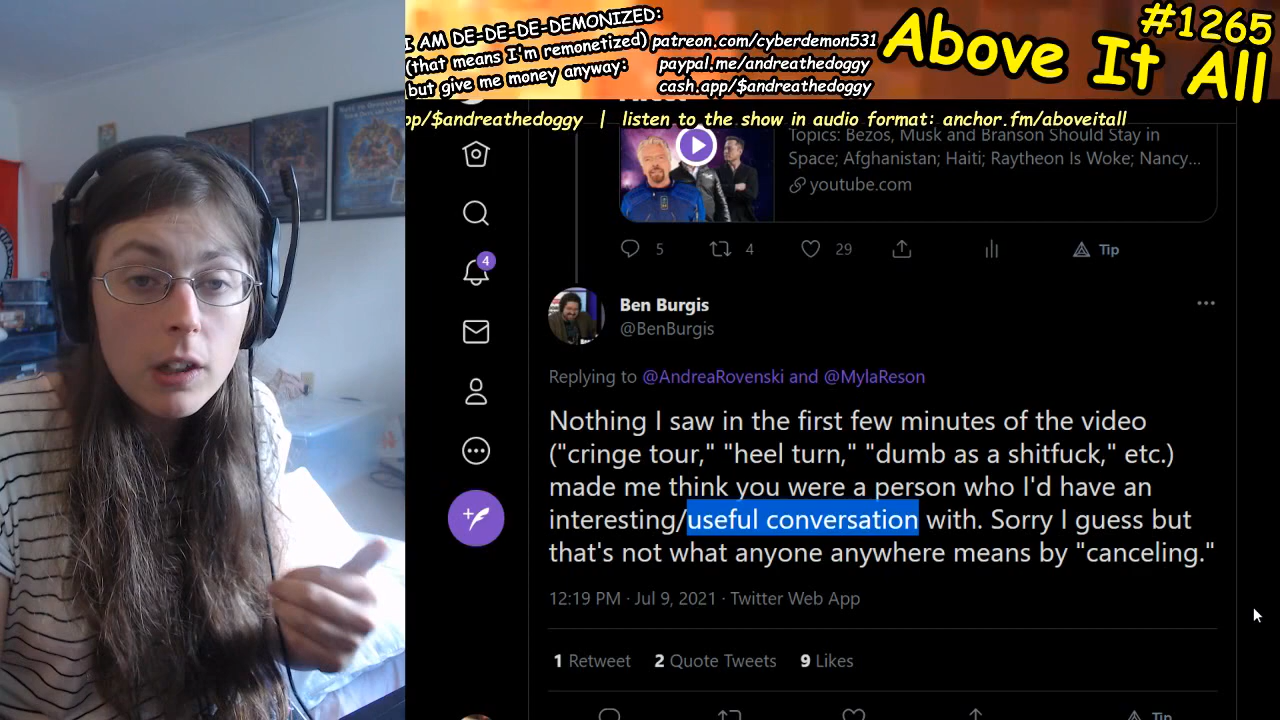 I AM DE-DE-DE-DEMONIZED:
(that means I'm remonetized)
but give me money anyway:
patreon.com/cyberdemon531
paypal.me/andreathedoggy
cash.app/$andreathedoggy
Above It All
#1265
pp/$andreathedoggy | listen to the show in audio format: anchor.fm/aboveitall
Topics: Bezos, Musk and Branson Should Stay in
Space; Afghanistan; Haiti; Raytheon Is Woke; Nancy...
youtube.com
5 4 29 Tip
4
Ben Burgis
@BenBurgis
Replying to @AndreaRovenski and @MylaReson
Nothing I saw in the first few minutes of the video
("cringe tour," "heel turn," "dumb as a shitfuck," etc.)
made me think you were a person who I'd have an
interesting/useful conversation with. Sorry I guess but
that's not what anyone anywhere means by "canceling."
12:19 PM · Jul 9, 2021 · Twitter Web App
1 Retweet 2 Quote Tweets 9 Likes
Tip